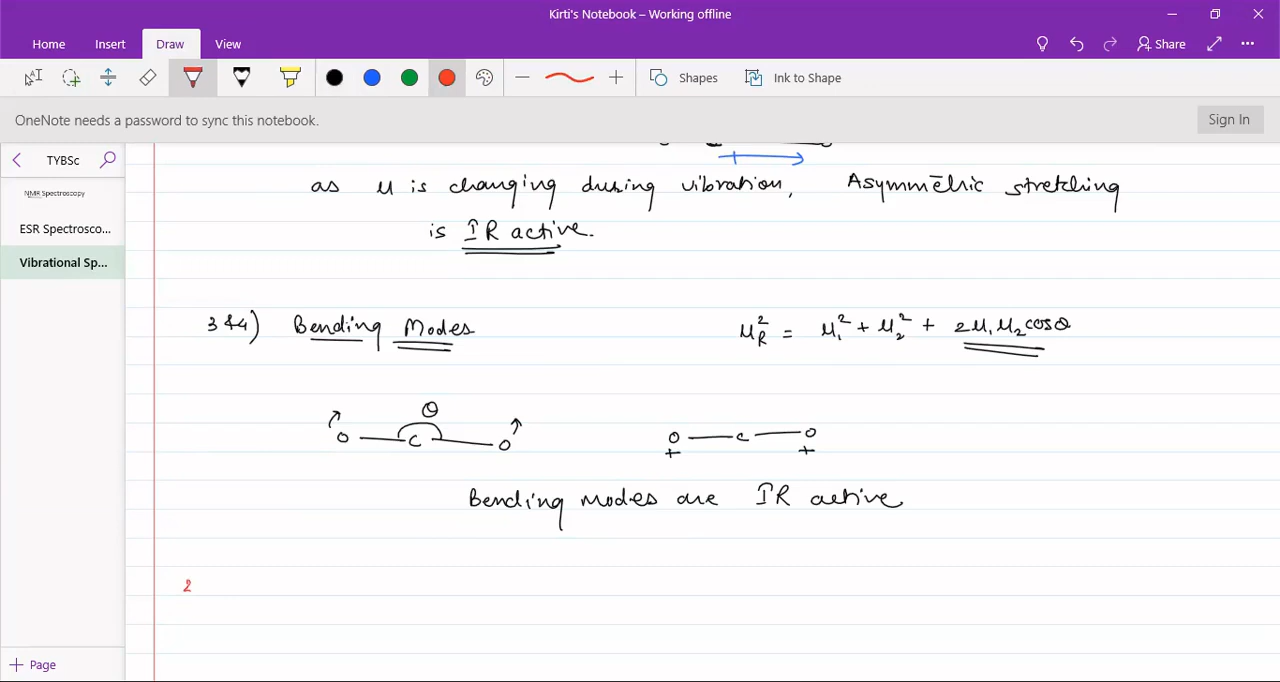 Kirti's Notebook – Working offline
Home Insert Draw View Share
Shapes Ink to Shape
OneNote needs a password to sync this notebook. Sign In
TYBSc
NMR Spectroscopy
ESR Spectrosco...
Vibrational Sp...
Page
as μ is changing during vibration, Asymmetric stretching
is IR active.
3 &4) Bending Modes μ_R² = μ₁² + μ₂² + 2μ₁μ₂cosθ
θ
O C O O C O
+ +
Bending modes are IR active
2